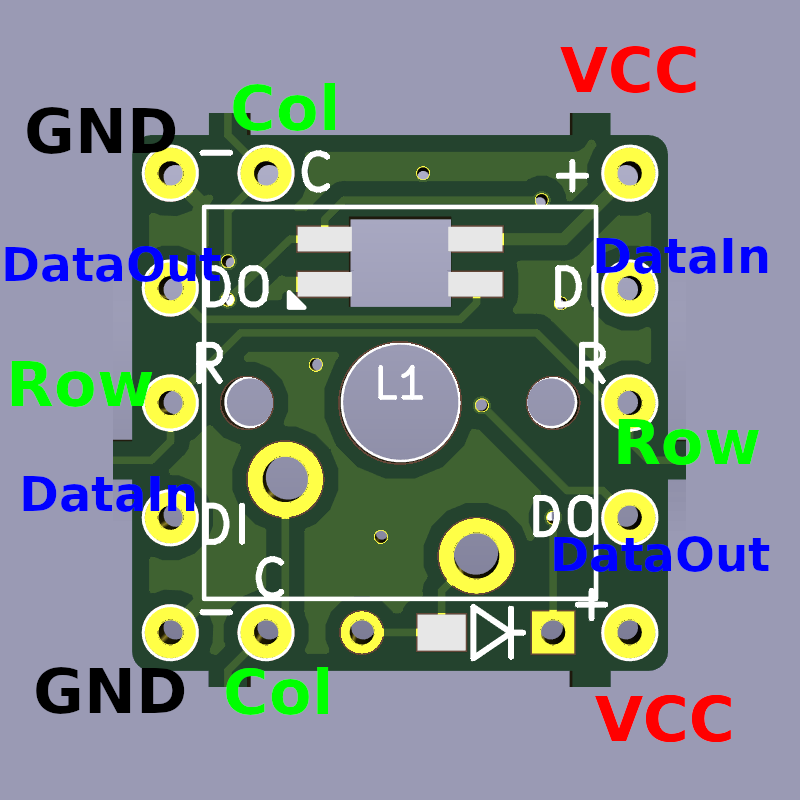 VCC
Col
GND
− C +
DataIn
DataOut
DO DI
R R
L1
Row
Row
DataIn
DI DO
DataOut
C
− +
GND Col
VCC